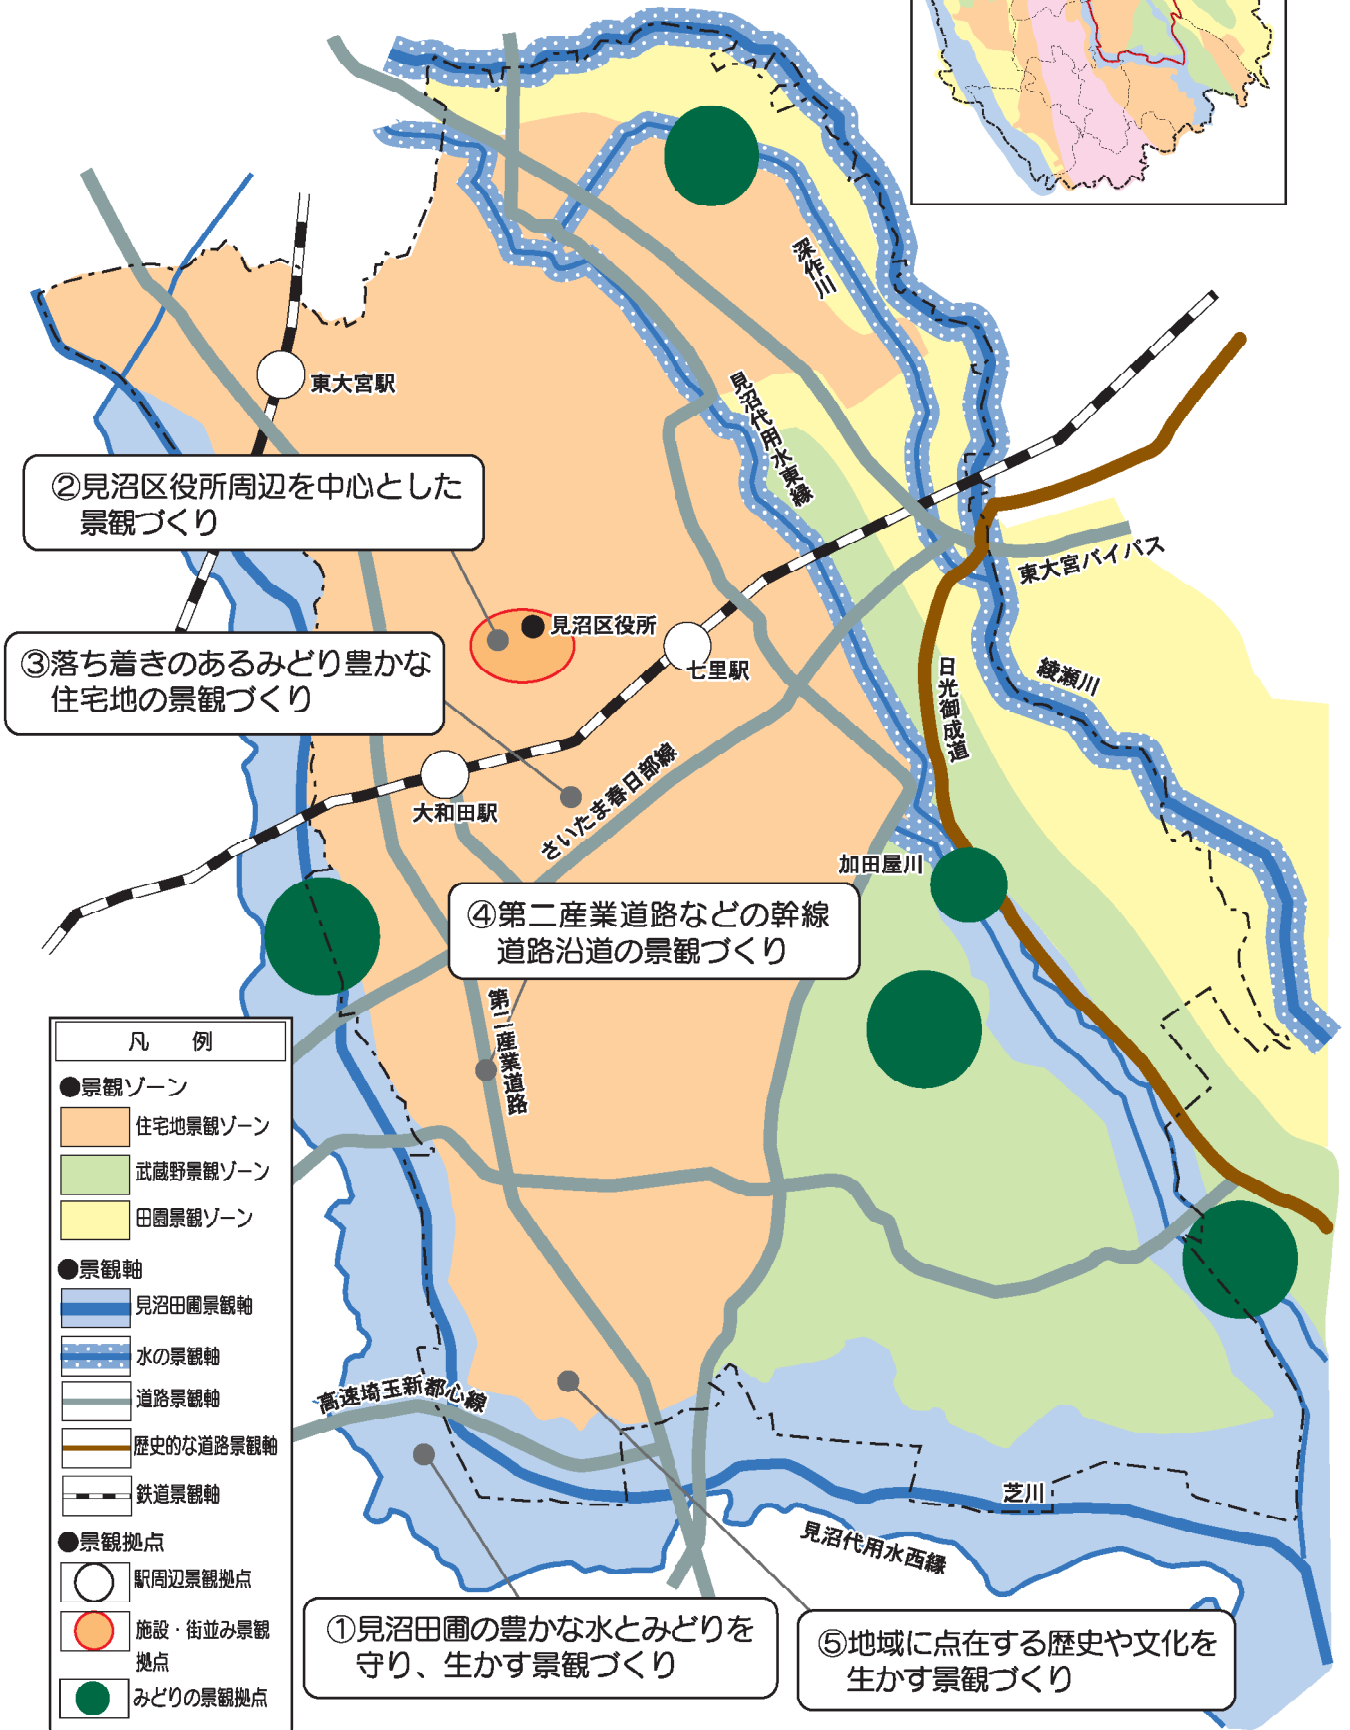 深作川
東大宮駅
見沼代用水東縁
②見沼区役所周辺を中心とした
景観づくり
東大宮バイパス
見沼区役所
③落ち着きのあるみどり豊かな
住宅地の景観づくり
七里駅
日光御成道
綾瀬川
大和田駅
さいたま春日部線
加田屋川
④第二産業道路などの幹線
道路沿道の景観づくり
第二産業道路
凡 例
●景観ゾーン
住宅地景観ゾーン
武蔵野景観ゾーン
田園景観ゾーン
●景観軸
見沼田圃景観軸
水の景観軸
道路景観軸
歴史的な道路景観軸
鉄道景観軸
●景観拠点
駅周辺景観拠点
施設・街並み景観
拠点
みどりの景観拠点
高速埼玉新都心線
芝川
見沼代用水西縁
①見沼田圃の豊かな水とみどりを
守り、生かす景観づくり
⑤地域に点在する歴史や文化を
生かす景観づくり